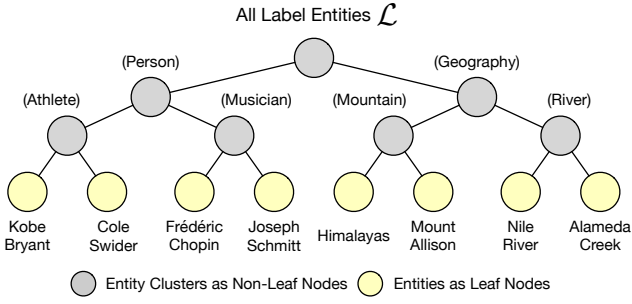 All Label Entities ℒ
(Person)
(Geography)
(Athlete)
(Musician)
(Mountain)
(River)
Kobe
Bryant
Cole
Swider
Frédéric
Chopin
Joseph
Schmitt
Himalayas
Mount
Allison
Nile
River
Alameda
Creek
Entity Clusters as Non-Leaf Nodes
Entities as Leaf Nodes